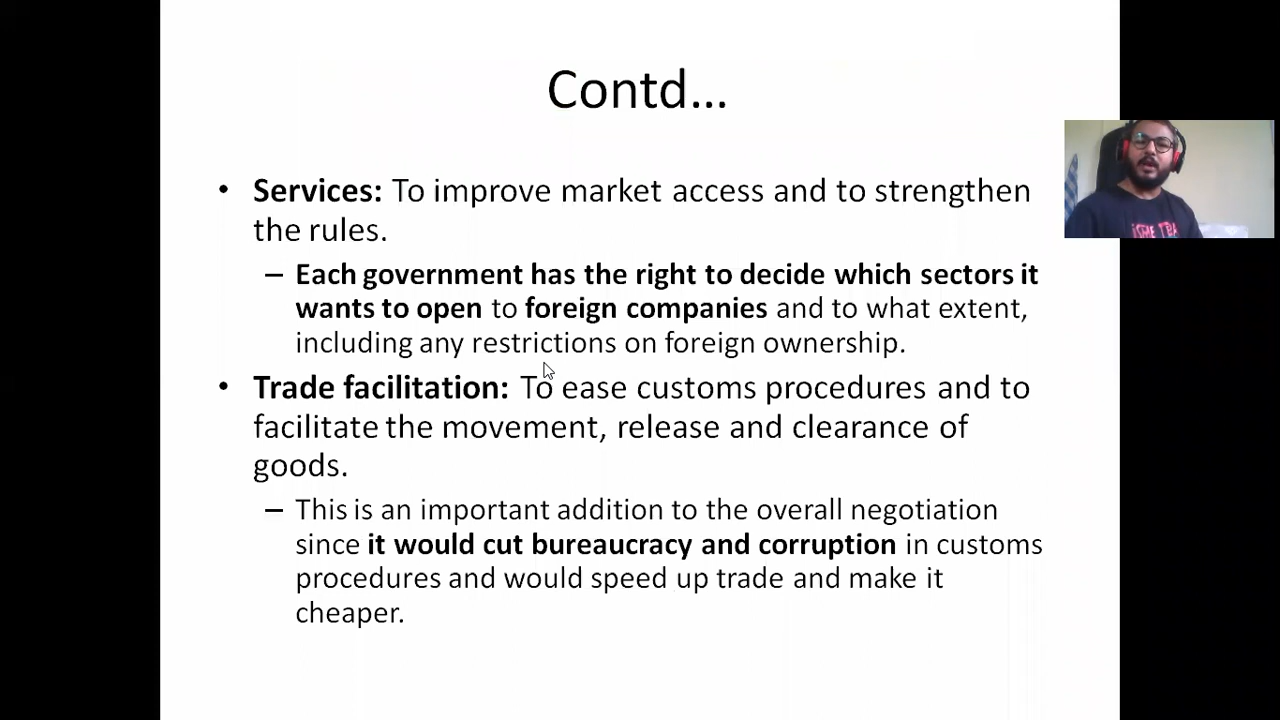 Contd...
• Services: To improve market access and to strengthen
the rules.
– Each government has the right to decide which sectors it
wants to open to foreign companies and to what extent,
including any restrictions on foreign ownership.
• Trade facilitation: To ease customs procedures and to
facilitate the movement, release and clearance of
goods.
– This is an important addition to the overall negotiation
since it would cut bureaucracy and corruption in customs
procedures and would speed up trade and make it
cheaper.